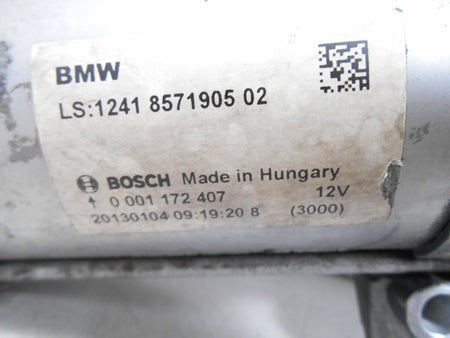 BMW
LS:1241 8571905 02
BOSCH Made in Hungary
0 001 172 407 12V
20130104 09:19:20 8 (3000)